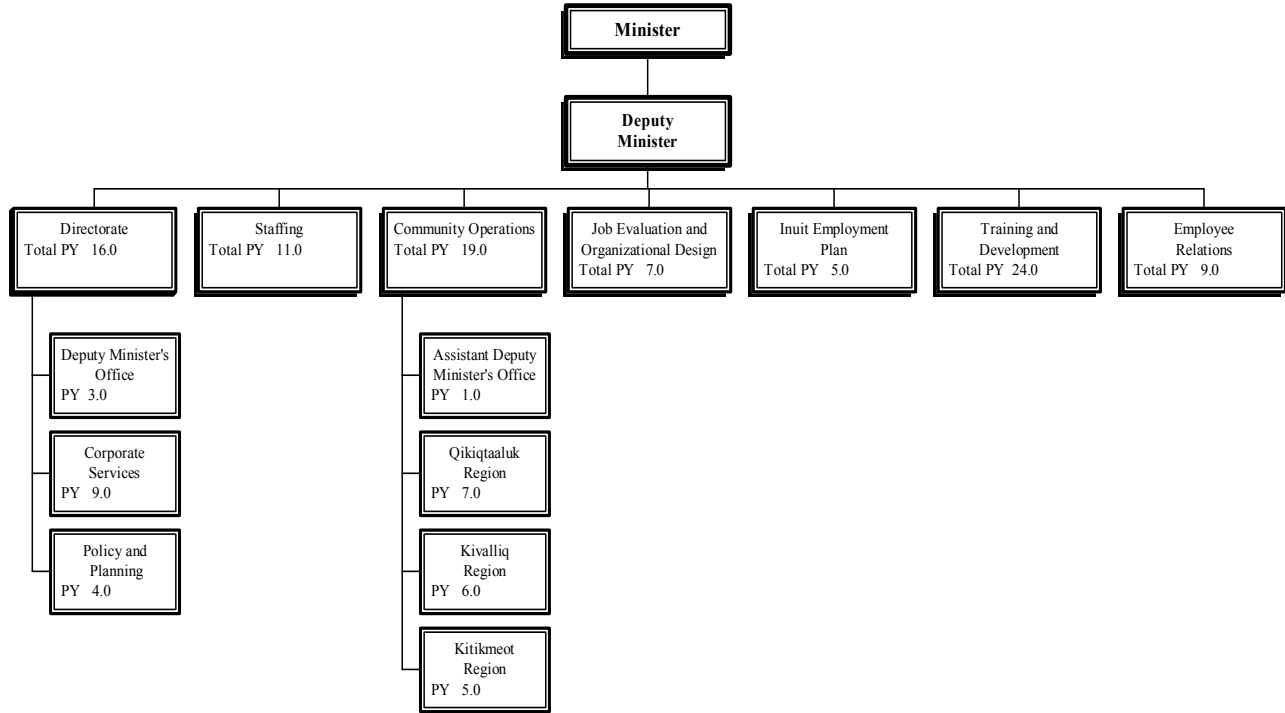 Minister
Deputy
Minister
Directorate
Total PY 16.0
Staffing
Total PY 11.0
Community Operations
Total PY 19.0
Job Evaluation and
Organizational Design
Total PY 7.0
Inuit Employment
Plan
Total PY 5.0
Training and
Development
Total PY 24.0
Employee
Relations
Total PY 9.0
Deputy Minister's
Office
PY 3.0
Corporate
Services
PY 9.0
Policy and
Planning
PY 4.0
Assistant Deputy
Minister's Office
PY 1.0
Qikiqtaaluk
Region
PY 7.0
Kivalliq
Region
PY 6.0
Kitikmeot
Region
PY 5.0